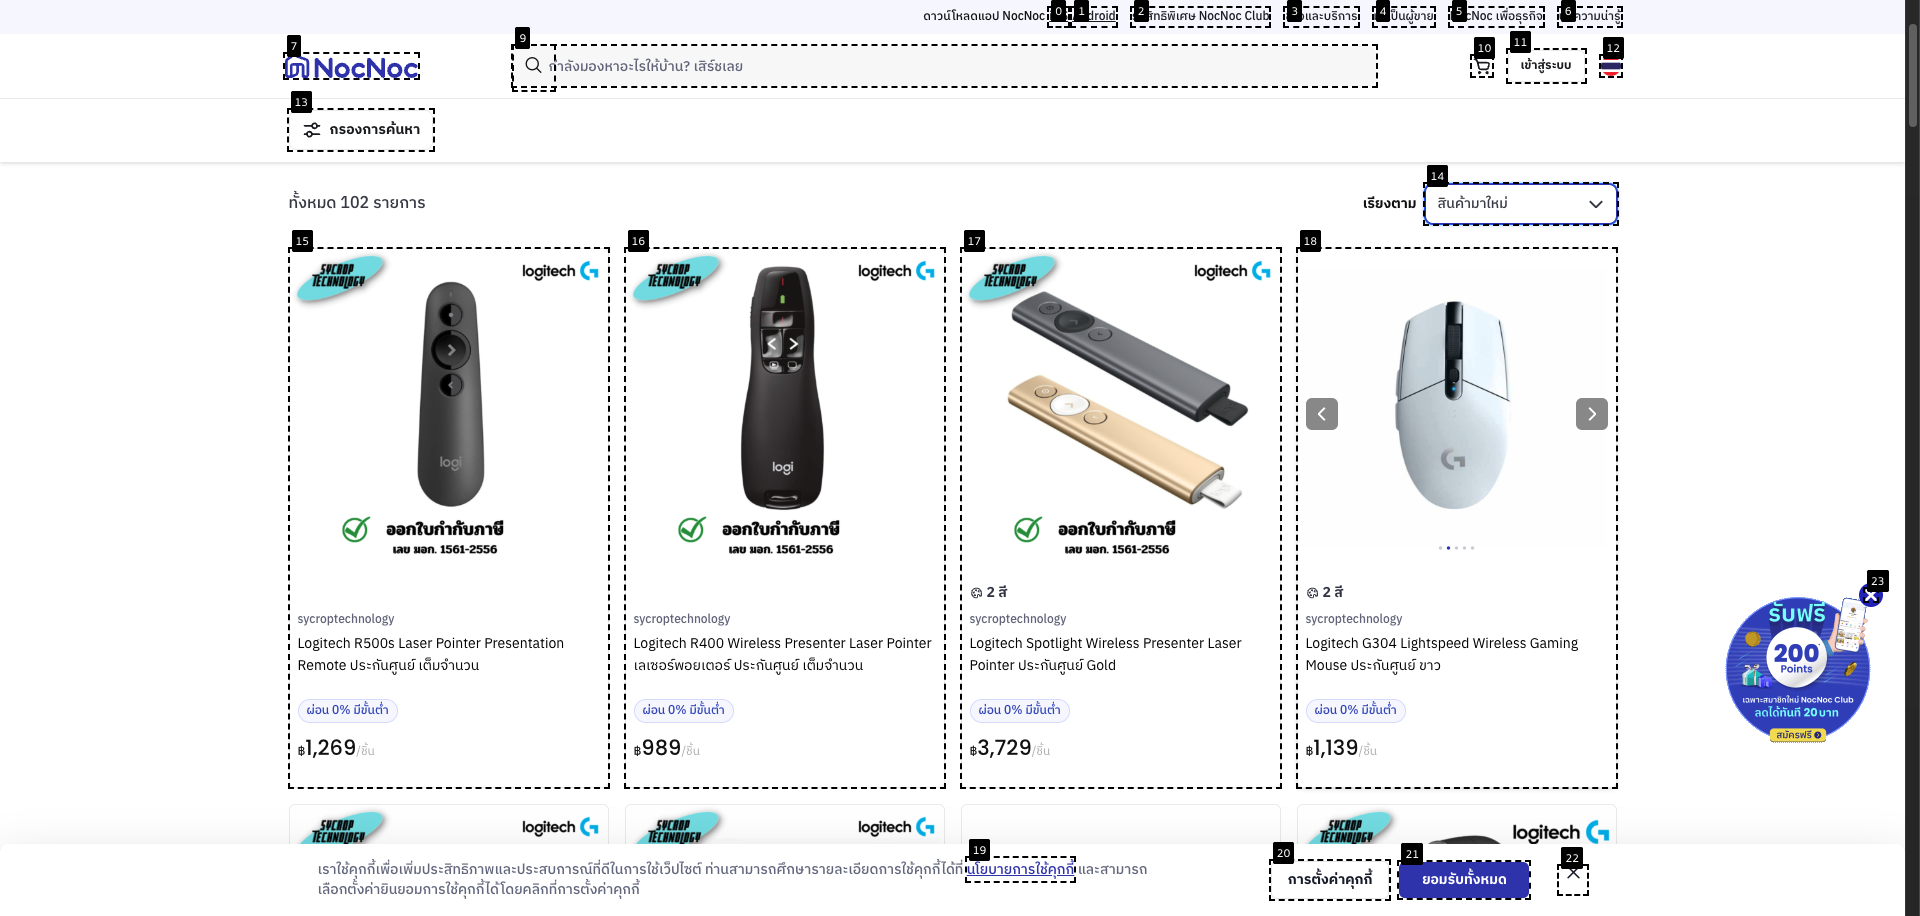 ดาวน์โหลดแอป NocNoc
NocNoc Club
และบริการ
เพื่อธุรกิจ
NocNoc
กำลังมองหาอะไรให้บ้าน? เสิร์ชเลย
เข้าสู่ระบบ
กรองการค้นหา
ทั้งหมด 102 รายการ
เรียงตาม สินค้ามาใหม่
SYCROP TECHNOLOGY logitech
logi
ออกใบกำกับภาษี
เลข มอก. 1561-2556
sycroptechnology
Logitech R500s Laser Pointer Presentation
Remote ประกันศูนย์ เต็มจำนวน
ผ่อน 0% มีขั้นต่ำ
฿1,269/ชิ้น
SYCROP TECHNOLOGY logitech
logi
ออกใบกำกับภาษี
เลข มอก. 1561-2556
sycroptechnology
Logitech R400 Wireless Presenter Laser Pointer
เลเซอร์พอยเตอร์ ประกันศูนย์ เต็มจำนวน
ผ่อน 0% มีขั้นต่ำ
฿989/ชิ้น
SYCROP TECHNOLOGY logitech
ออกใบกำกับภาษี
เลข มอก. 1561-2556
2 สี
sycroptechnology
Logitech Spotlight Wireless Presenter Laser
Pointer ประกันศูนย์ Gold
ผ่อน 0% มีขั้นต่ำ
฿3,729/ชิ้น
2 สี
sycroptechnology
Logitech G304 Lightspeed Wireless Gaming
Mouse ประกันศูนย์ ขาว
ผ่อน 0% มีขั้นต่ำ
฿1,139/ชิ้น
รับฟรี
200
Points
เฉพาะสมาชิกใหม่ NocNoc Club
ลดได้ทันที 20 บาท
สมัครฟรี
SYCROP TECHNOLOGY logitech
SYCROP TECHNOLOGY logitech
SYCROP TECHNOLOGY logitech
เราใช้คุกกี้เพื่อเพิ่มประสิทธิภาพและประสบการณ์ที่ดีในการใช้เว็ปไซต์ ท่านสามารถศึกษารายละเอียดการใช้คุกกี้ได้ที่ นโยบายการใช้คุกกี้ และสามารถ
เลือกตั้งค่ายินยอมการใช้คุกกี้ได้โดยคลิกที่การตั้งค่าคุกกี้
การตั้งค่าคุกกี้
ยอมรับทั้งหมด
0
1
2
3
4
5
6
7
9
10
11
12
13
14
15
16
17
18
19
20
21
22
23